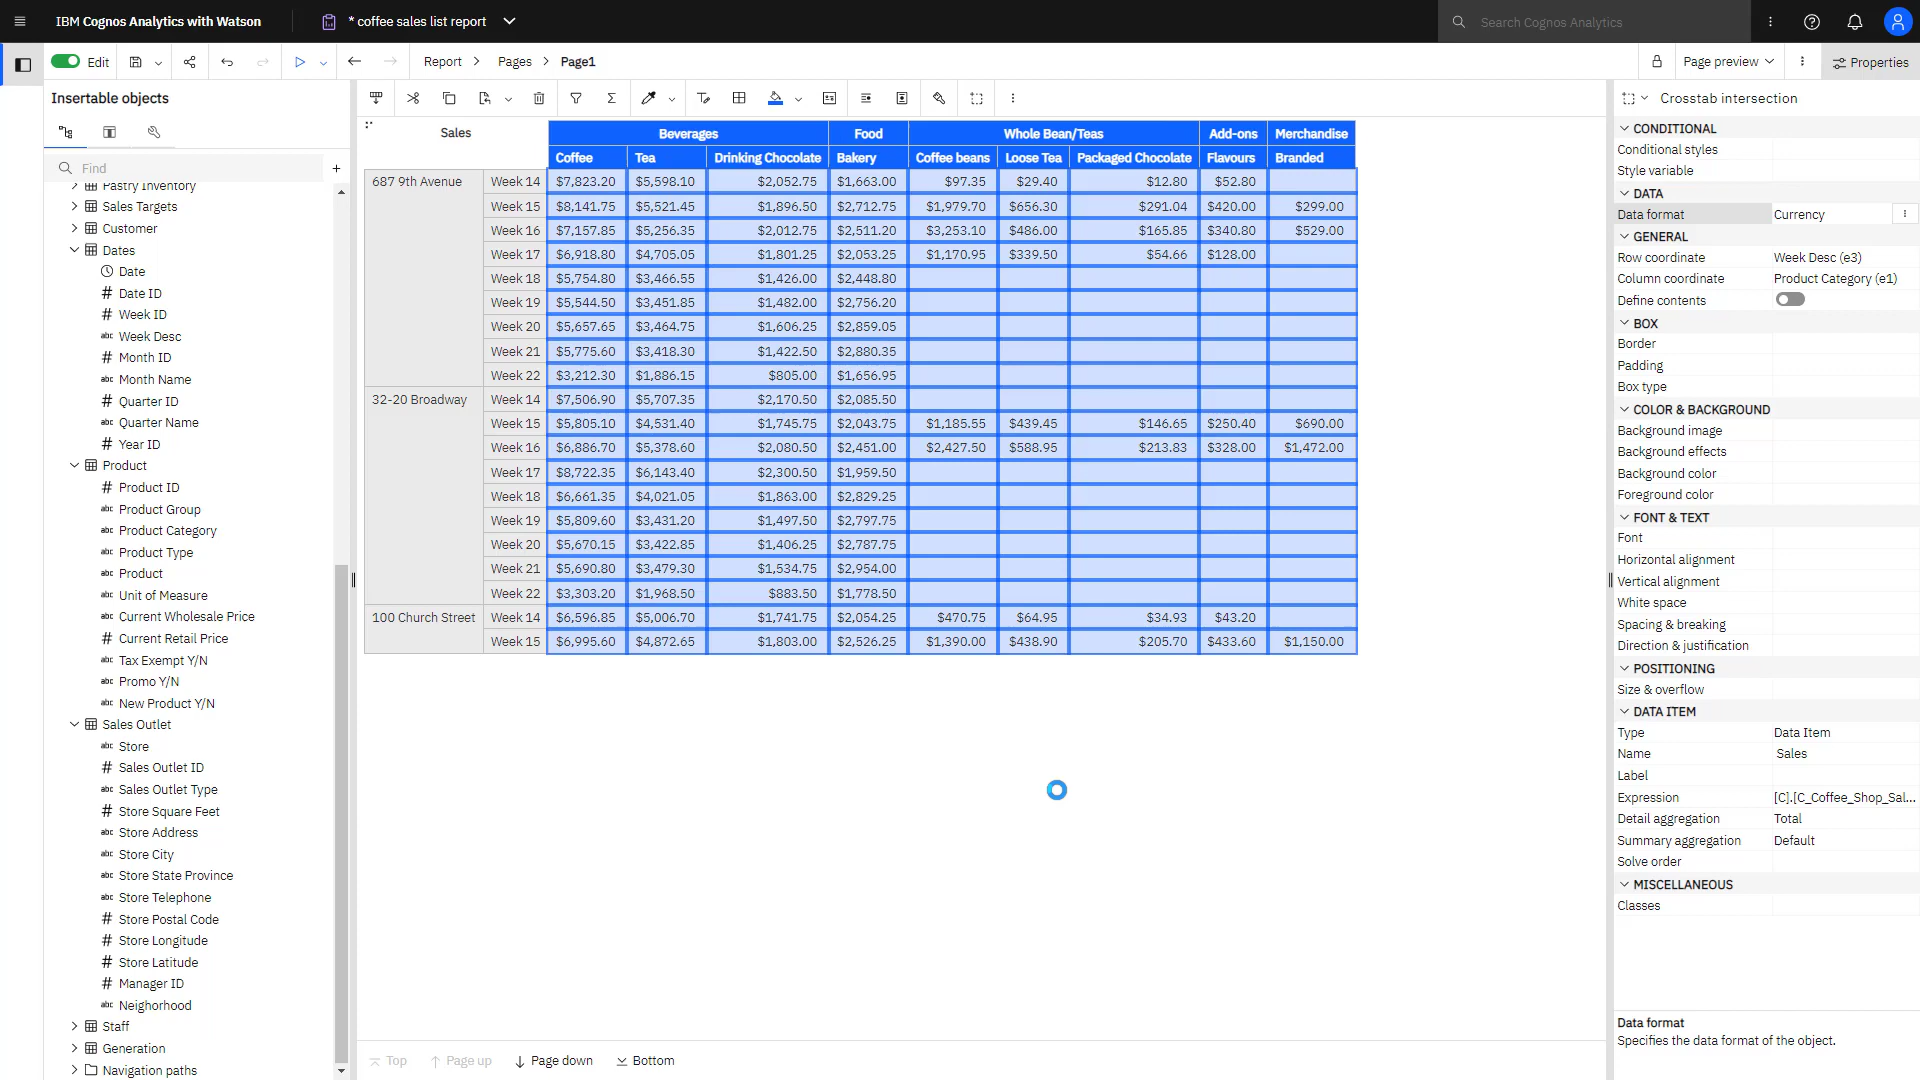 IBM Cognos Analytics with Watson
* coffee sales list report
Search Cognos Analytics
Edit
Report
Pages
Page1
Page preview
Properties
Insertable objects
Find
Pastry Inventory
Sales Targets
Customer
Dates
Date
# Date ID
# Week ID
abc Week Desc
# Month ID
abc Month Name
# Quarter ID
abc Quarter Name
# Year ID
Product
# Product ID
abc Product Group
abc Product Category
abc Product Type
abc Product
abc Unit of Measure
abc Current Wholesale Price
# Current Retail Price
abc Tax Exempt Y/N
abc Promo Y/N
abc New Product Y/N
Sales Outlet
abc Store
# Sales Outlet ID
abc Sales Outlet Type
# Store Square Feet
abc Store Address
abc Store City
abc Store State Province
abc Store Telephone
# Store Postal Code
# Store Longitude
# Store Latitude
# Manager ID
abc Neighorhood
Staff
Generation
Navigation paths
Sales Beverages Food Whole Bean/Teas Add-ons Merchandise
Coffee Tea Drinking Chocolate Bakery Coffee beans Loose Tea Packaged Chocolate Flavours Branded
687 9th Avenue Week 14 $7,823.20 $5,598.10 $2,052.75 $1,663.00 $97.35 $29.40 $12.80 $52.80
Week 15 $8,141.75 $5,521.45 $1,896.50 $2,712.75 $1,979.70 $656.30 $291.04 $420.00 $299.00
Week 16 $7,157.85 $5,256.35 $2,012.75 $2,511.20 $3,253.10 $486.00 $165.85 $340.80 $529.00
Week 17 $6,918.80 $4,705.05 $1,801.25 $2,053.25 $1,170.95 $339.50 $54.66 $128.00
Week 18 $5,754.80 $3,466.55 $1,426.00 $2,448.80
Week 19 $5,544.50 $3,451.85 $1,482.00 $2,756.20
Week 20 $5,657.65 $3,464.75 $1,606.25 $2,859.05
Week 21 $5,775.60 $3,418.30 $1,422.50 $2,880.35
Week 22 $3,212.30 $1,886.15 $805.00 $1,656.95
32-20 Broadway Week 14 $7,506.90 $5,707.35 $2,170.50 $2,085.50
Week 15 $5,805.10 $4,531.40 $1,745.75 $2,043.75 $1,185.55 $439.45 $146.65 $250.40 $690.00
Week 16 $6,886.70 $5,378.60 $2,080.50 $2,451.00 $2,427.50 $588.95 $213.83 $328.00 $1,472.00
Week 17 $8,722.35 $6,143.40 $2,300.50 $1,959.50
Week 18 $6,661.35 $4,021.05 $1,863.00 $2,829.25
Week 19 $5,809.60 $3,431.20 $1,497.50 $2,797.75
Week 20 $5,670.15 $3,422.85 $1,406.25 $2,787.75
Week 21 $5,690.80 $3,479.30 $1,534.75 $2,954.00
Week 22 $3,303.20 $1,968.50 $883.50 $1,778.50
100 Church Street Week 14 $6,596.85 $5,006.70 $1,741.75 $2,054.25 $470.75 $64.95 $34.93 $43.20
Week 15 $6,995.60 $4,872.65 $1,803.00 $2,526.25 $1,390.00 $438.90 $205.70 $433.60 $1,150.00
Top Page up Page down Bottom
Crosstab intersection
CONDITIONAL
Conditional styles
Style variable
DATA
Data format Currency
GENERAL
Row coordinate Week Desc (e3)
Column coordinate Product Category (e1)
Define contents
BOX
Border
Padding
Box type
COLOR & BACKGROUND
Background image
Background effects
Background color
Foreground color
FONT & TEXT
Font
Horizontal alignment
Vertical alignment
White space
Spacing & breaking
Direction & justification
POSITIONING
Size & overflow
DATA ITEM
Type Data Item
Name Sales
Label
Expression [C].[C_Coffee_Shop_Sal...
Detail aggregation Total
Summary aggregation Default
Solve order
MISCELLANEOUS
Classes
Data format
Specifies the data format of the object.